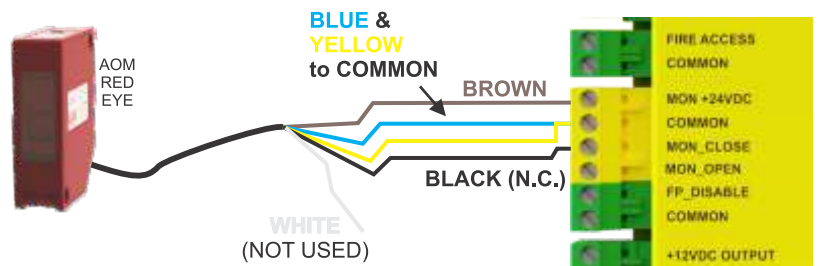 BLUE &
YELLOW
to COMMON
AOM
RED
EYE
BROWN
BLACK (N.C.)
WHITE
(NOT USED)
FIRE ACCESS
COMMON
MON +24VDC
COMMON
MON_CLOSE
MON_OPEN
FP_DISABLE
COMMON
+12VDC OUTPUT